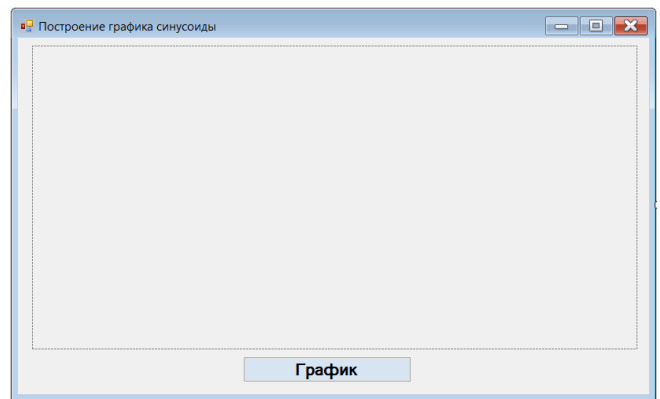 Построение графика синусоиды
График